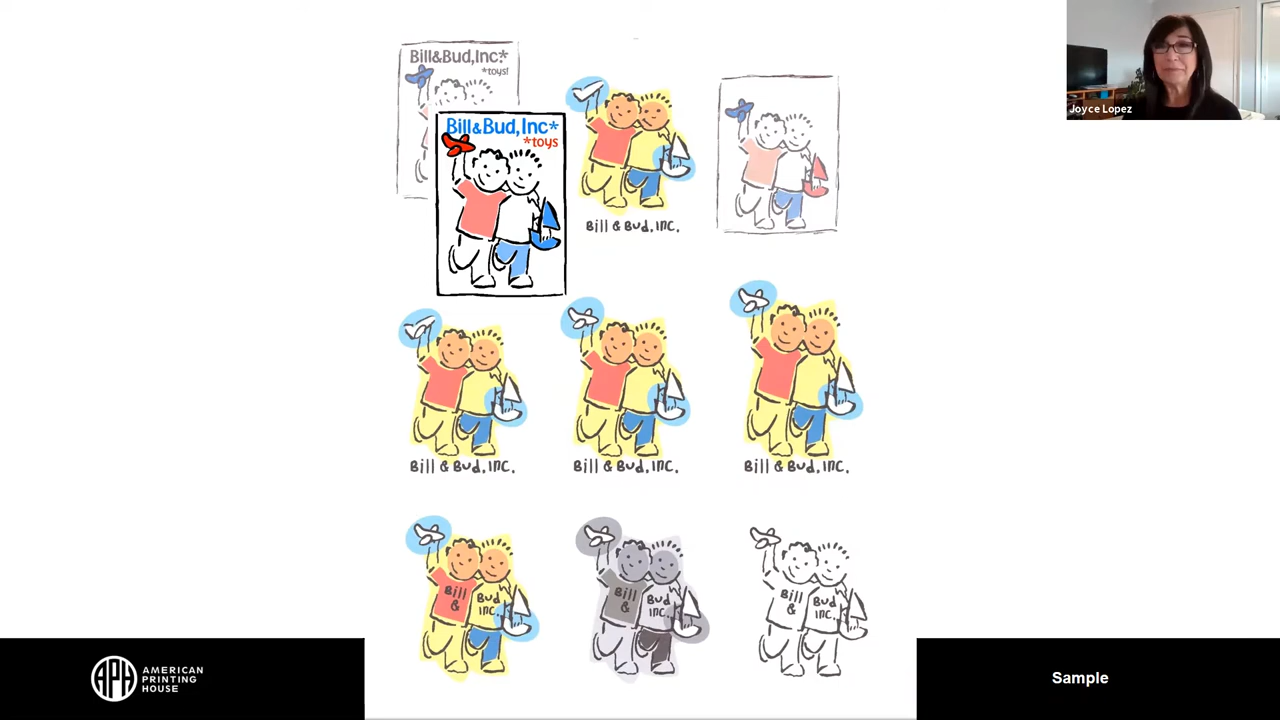 Bill&Bud,Inc*
*toys!
Bill&Bud,Inc*
*toys
Bill & Bud, INC.
Joyce Lopez
Bill & Bud, INC.
Bill & Bud, INC.
Bill & Bud, INC.
Bill
&
Bud
INC.
Bill
&
Bud
INC.
Bill
&
Bud
INC.
APH
AMERICAN
PRINTING
HOUSE
Sample